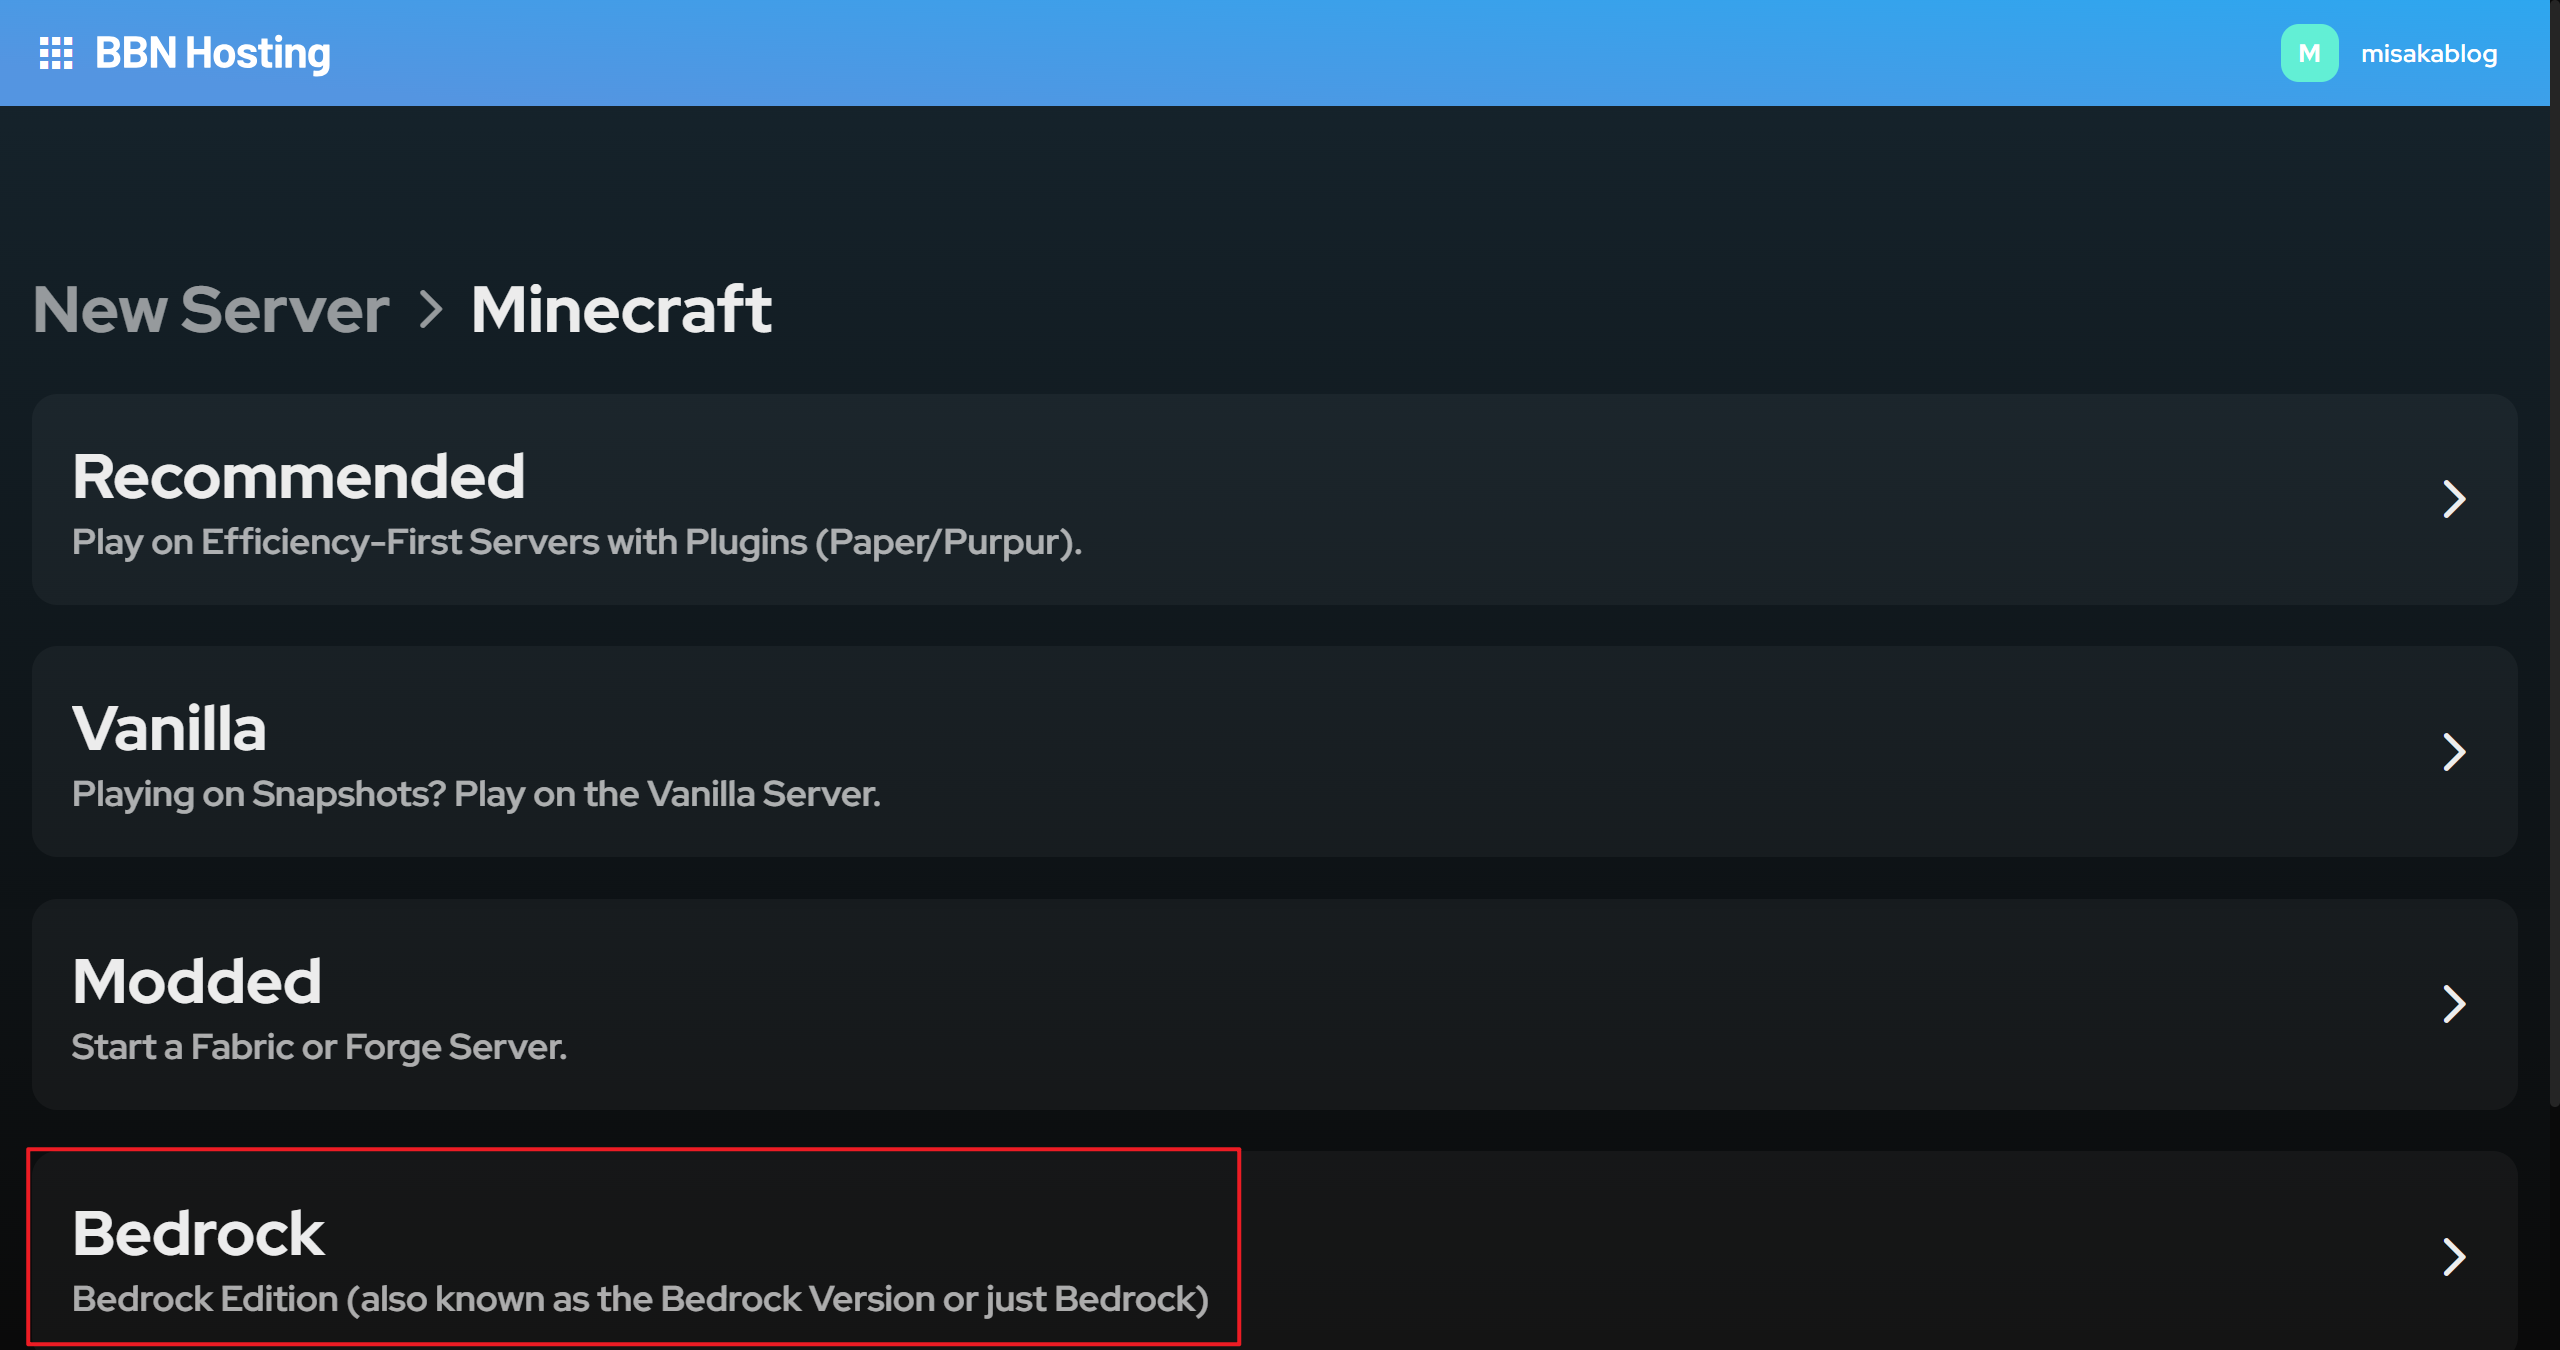 BBN Hosting
M misakablog
New Server > Minecraft
Recommended
Play on Efficiency-First Servers with Plugins (Paper/Purpur).
Vanilla
Playing on Snapshots? Play on the Vanilla Server.
Modded
Start a Fabric or Forge Server.
Bedrock
Bedrock Edition (also known as the Bedrock Version or just Bedrock)